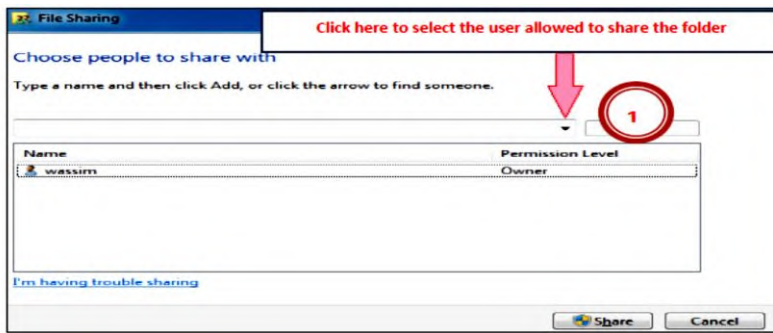 File Sharing
Click here to select the user allowed to share the folder
Choose people to share with
Type a name and then click Add, or click the arrow to find someone.
1
Name Permission Level
wassim Owner
I'm having trouble sharing
Share Cancel